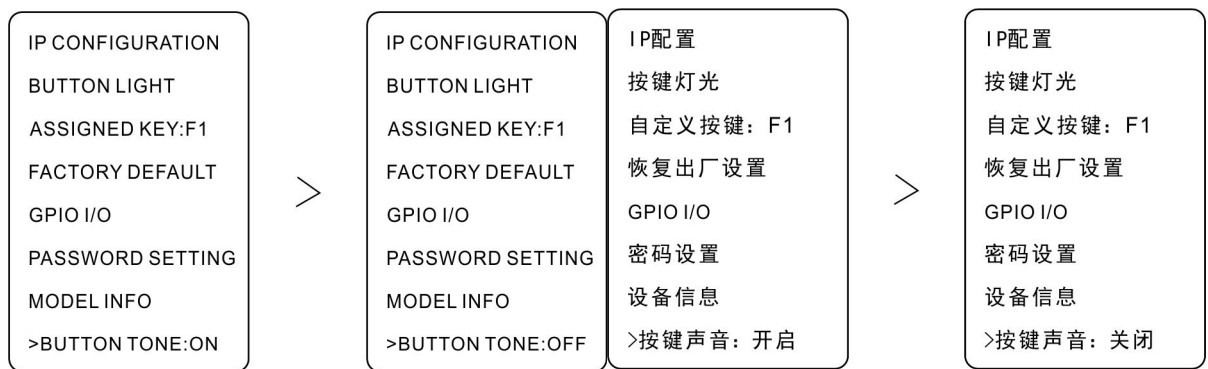 IP CONFIGURATION
BUTTON LIGHT
ASSIGNED KEY:F1
FACTORY DEFAULT
GPIO I/O
PASSWORD SETTING
MODEL INFO
>BUTTON TONE:ON
>
IP CONFIGURATION
BUTTON LIGHT
ASSIGNED KEY:F1
FACTORY DEFAULT
GPIO I/O
PASSWORD SETTING
MODEL INFO
>BUTTON TONE:OFF
IP配置
按键灯光
自定义按键：F1
恢复出厂设置
GPIO I/O
密码设置
设备信息
>按键声音：开启
>
IP配置
按键灯光
自定义按键：F1
恢复出厂设置
GPIO I/O
密码设置
设备信息
>按键声音：关闭